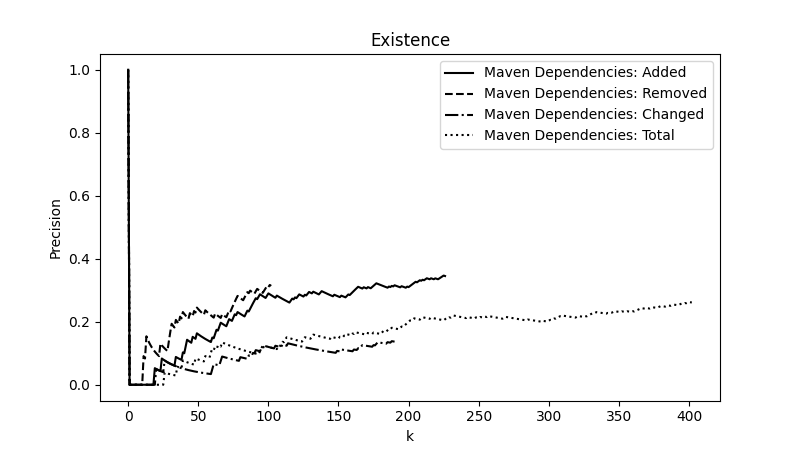 Existence
Maven Dependencies: Added
Maven Dependencies: Removed
Maven Dependencies: Changed
Maven Dependencies: Total
Precision
1.0
0.8
0.6
0.4
0.2
0.0
0 50 100 150 200 250 300 350 400
k